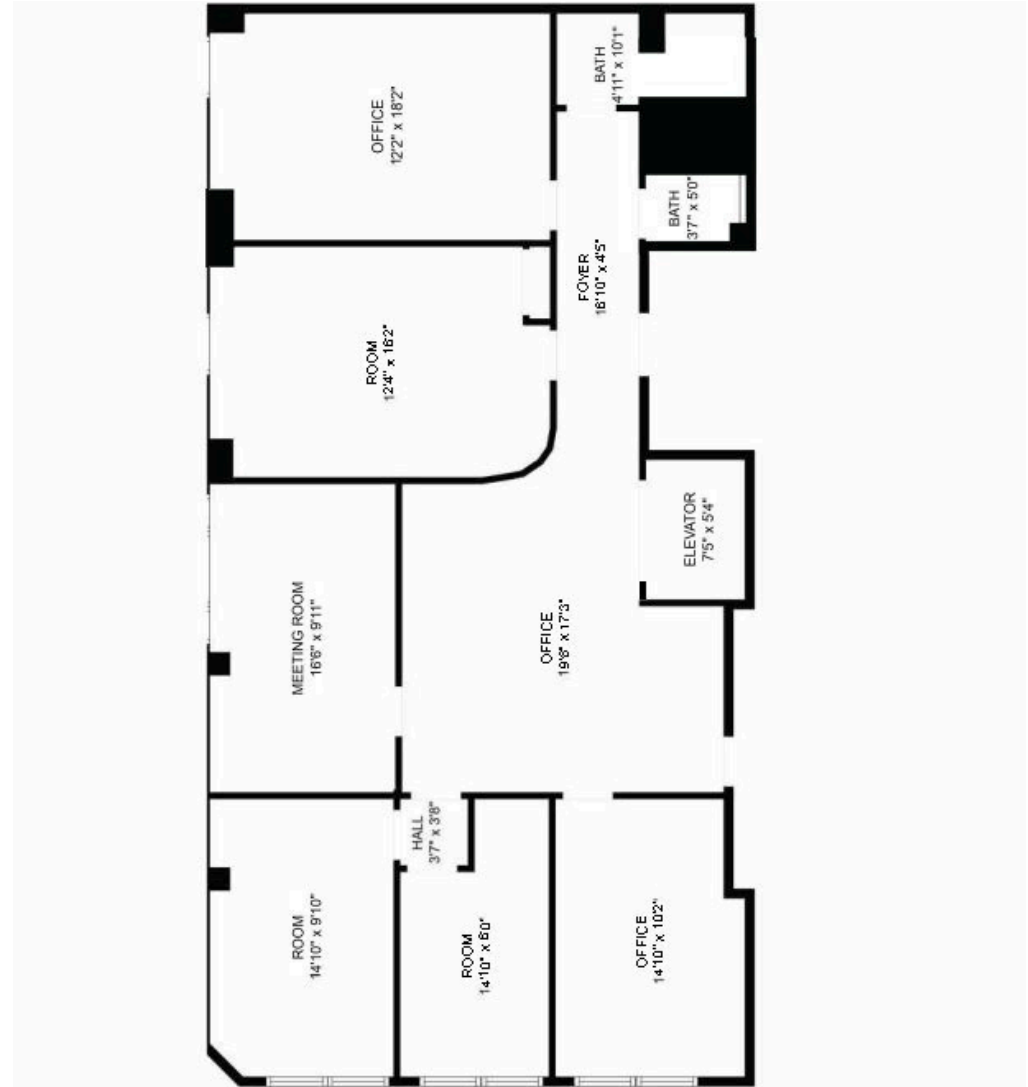 OFFICE
12'2" x 18'2"
BATH
4'11" x 10'1"
BATH
3'7" x 5'0"
FOYER
16'10" x 4'5"
ROOM
12'4" x 16'2"
ELEVATOR
7'5" x 5'4"
MEETING ROOM
16'6" x 9'11"
OFFICE
19'6" x 17'3"
HALL
3'7" x 3'8"
ROOM
14'10" x 9'10"
ROOM
14'10" x 6'0"
OFFICE
14'10" x 10'2"